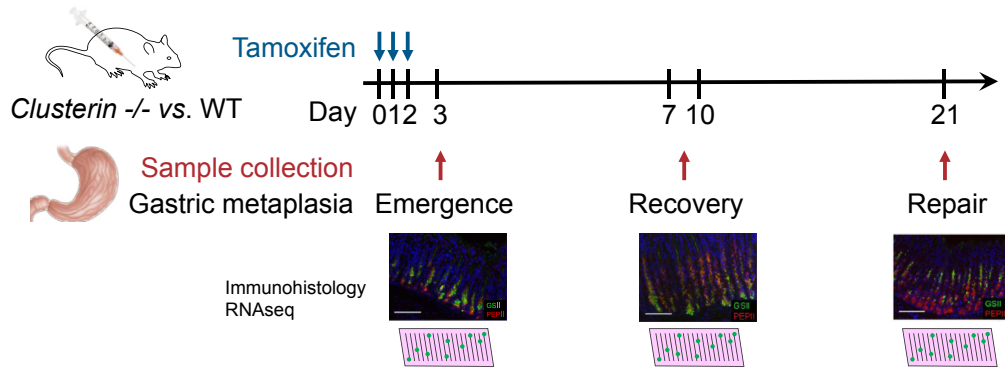 Tamoxifen
Clusterin -/- vs. WT
Day 0 1 2 3 7 10 21
Sample collection
Gastric metaplasia Emergence Recovery Repair
Immunohistology
RNAseq
GSII
PEPII
GSII
PEPII
GSII
PEPII